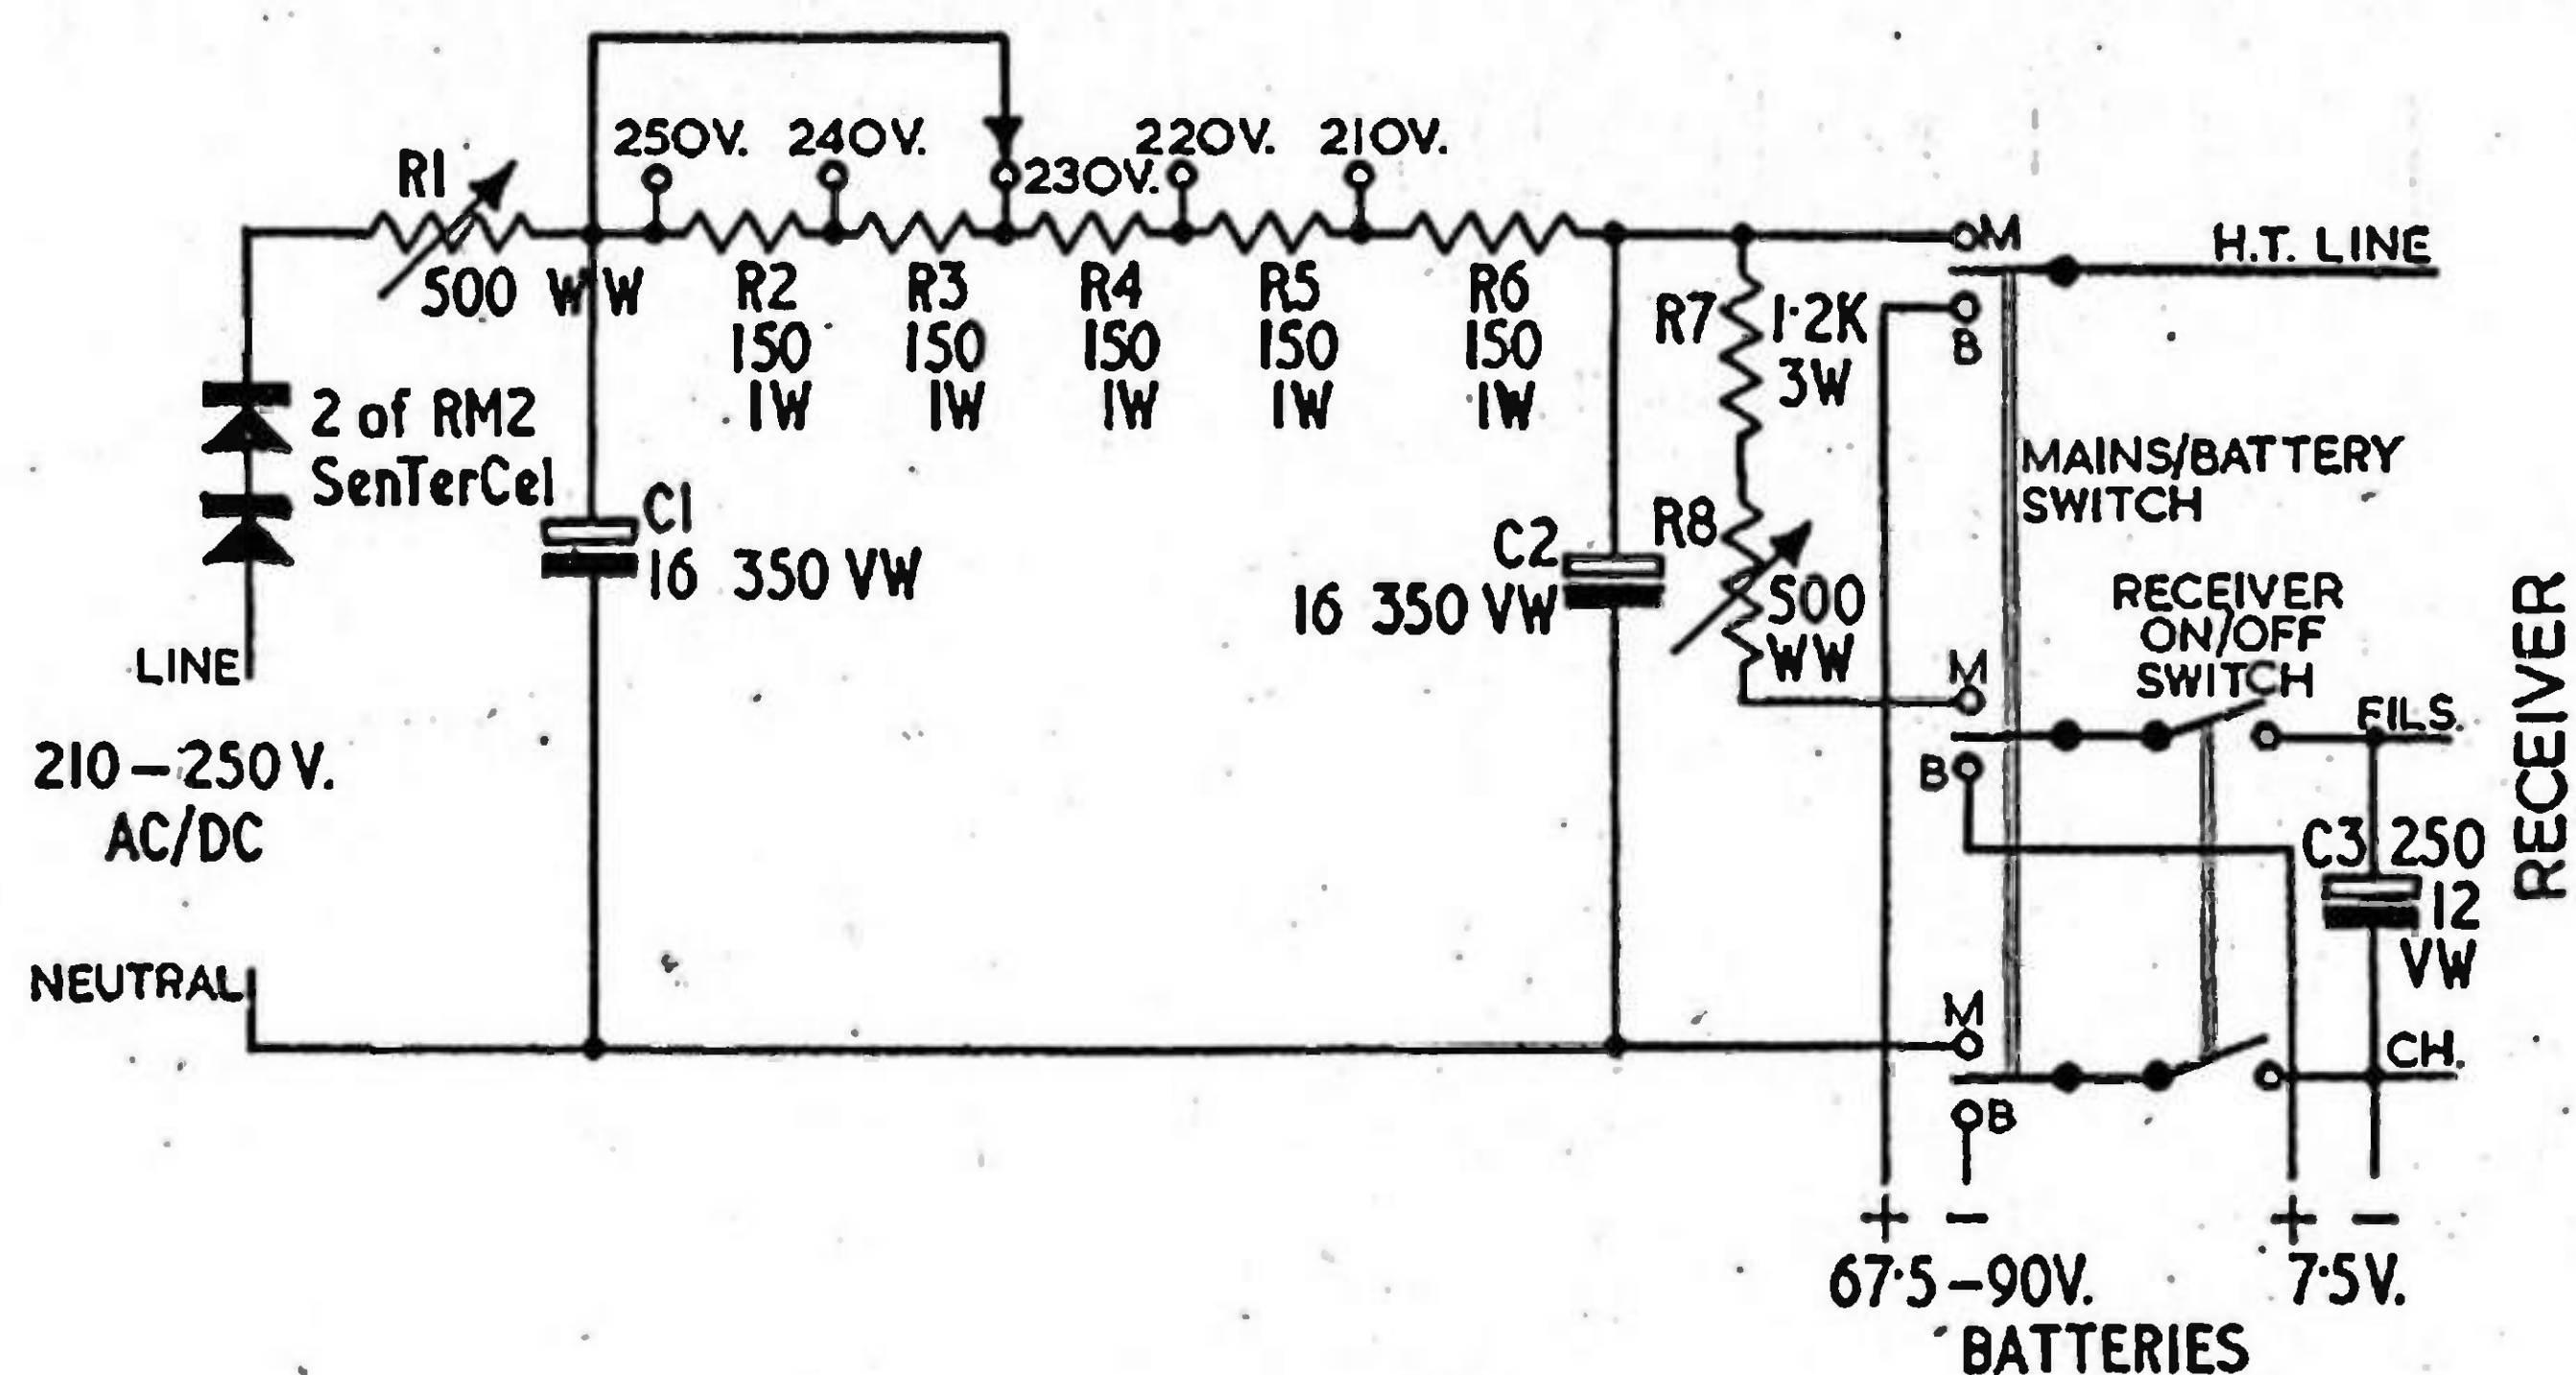 250V.
240V.
230V.
220V.
210V.
R1
500 WW
R2
150
1W
R3
150
1W
R4
150
1W
R5
150
1W
R6
150
1W
2 of RM2
SenTerCel
C1
16 350 VW
C2
16 350 VW
R7
1·2K
3W
R8
500
WW
M
B
H.T. LINE
MAINS/BATTERY
SWITCH
RECEIVER
ON/OFF
SWITCH
M
B
FILS.
RECEIVER
C3 250
12
VW
M
B
CH.
LINE
210–250 V.
AC/DC
NEUTRAL
+ –
+ –
67·5–90V.
7·5V.
BATTERIES